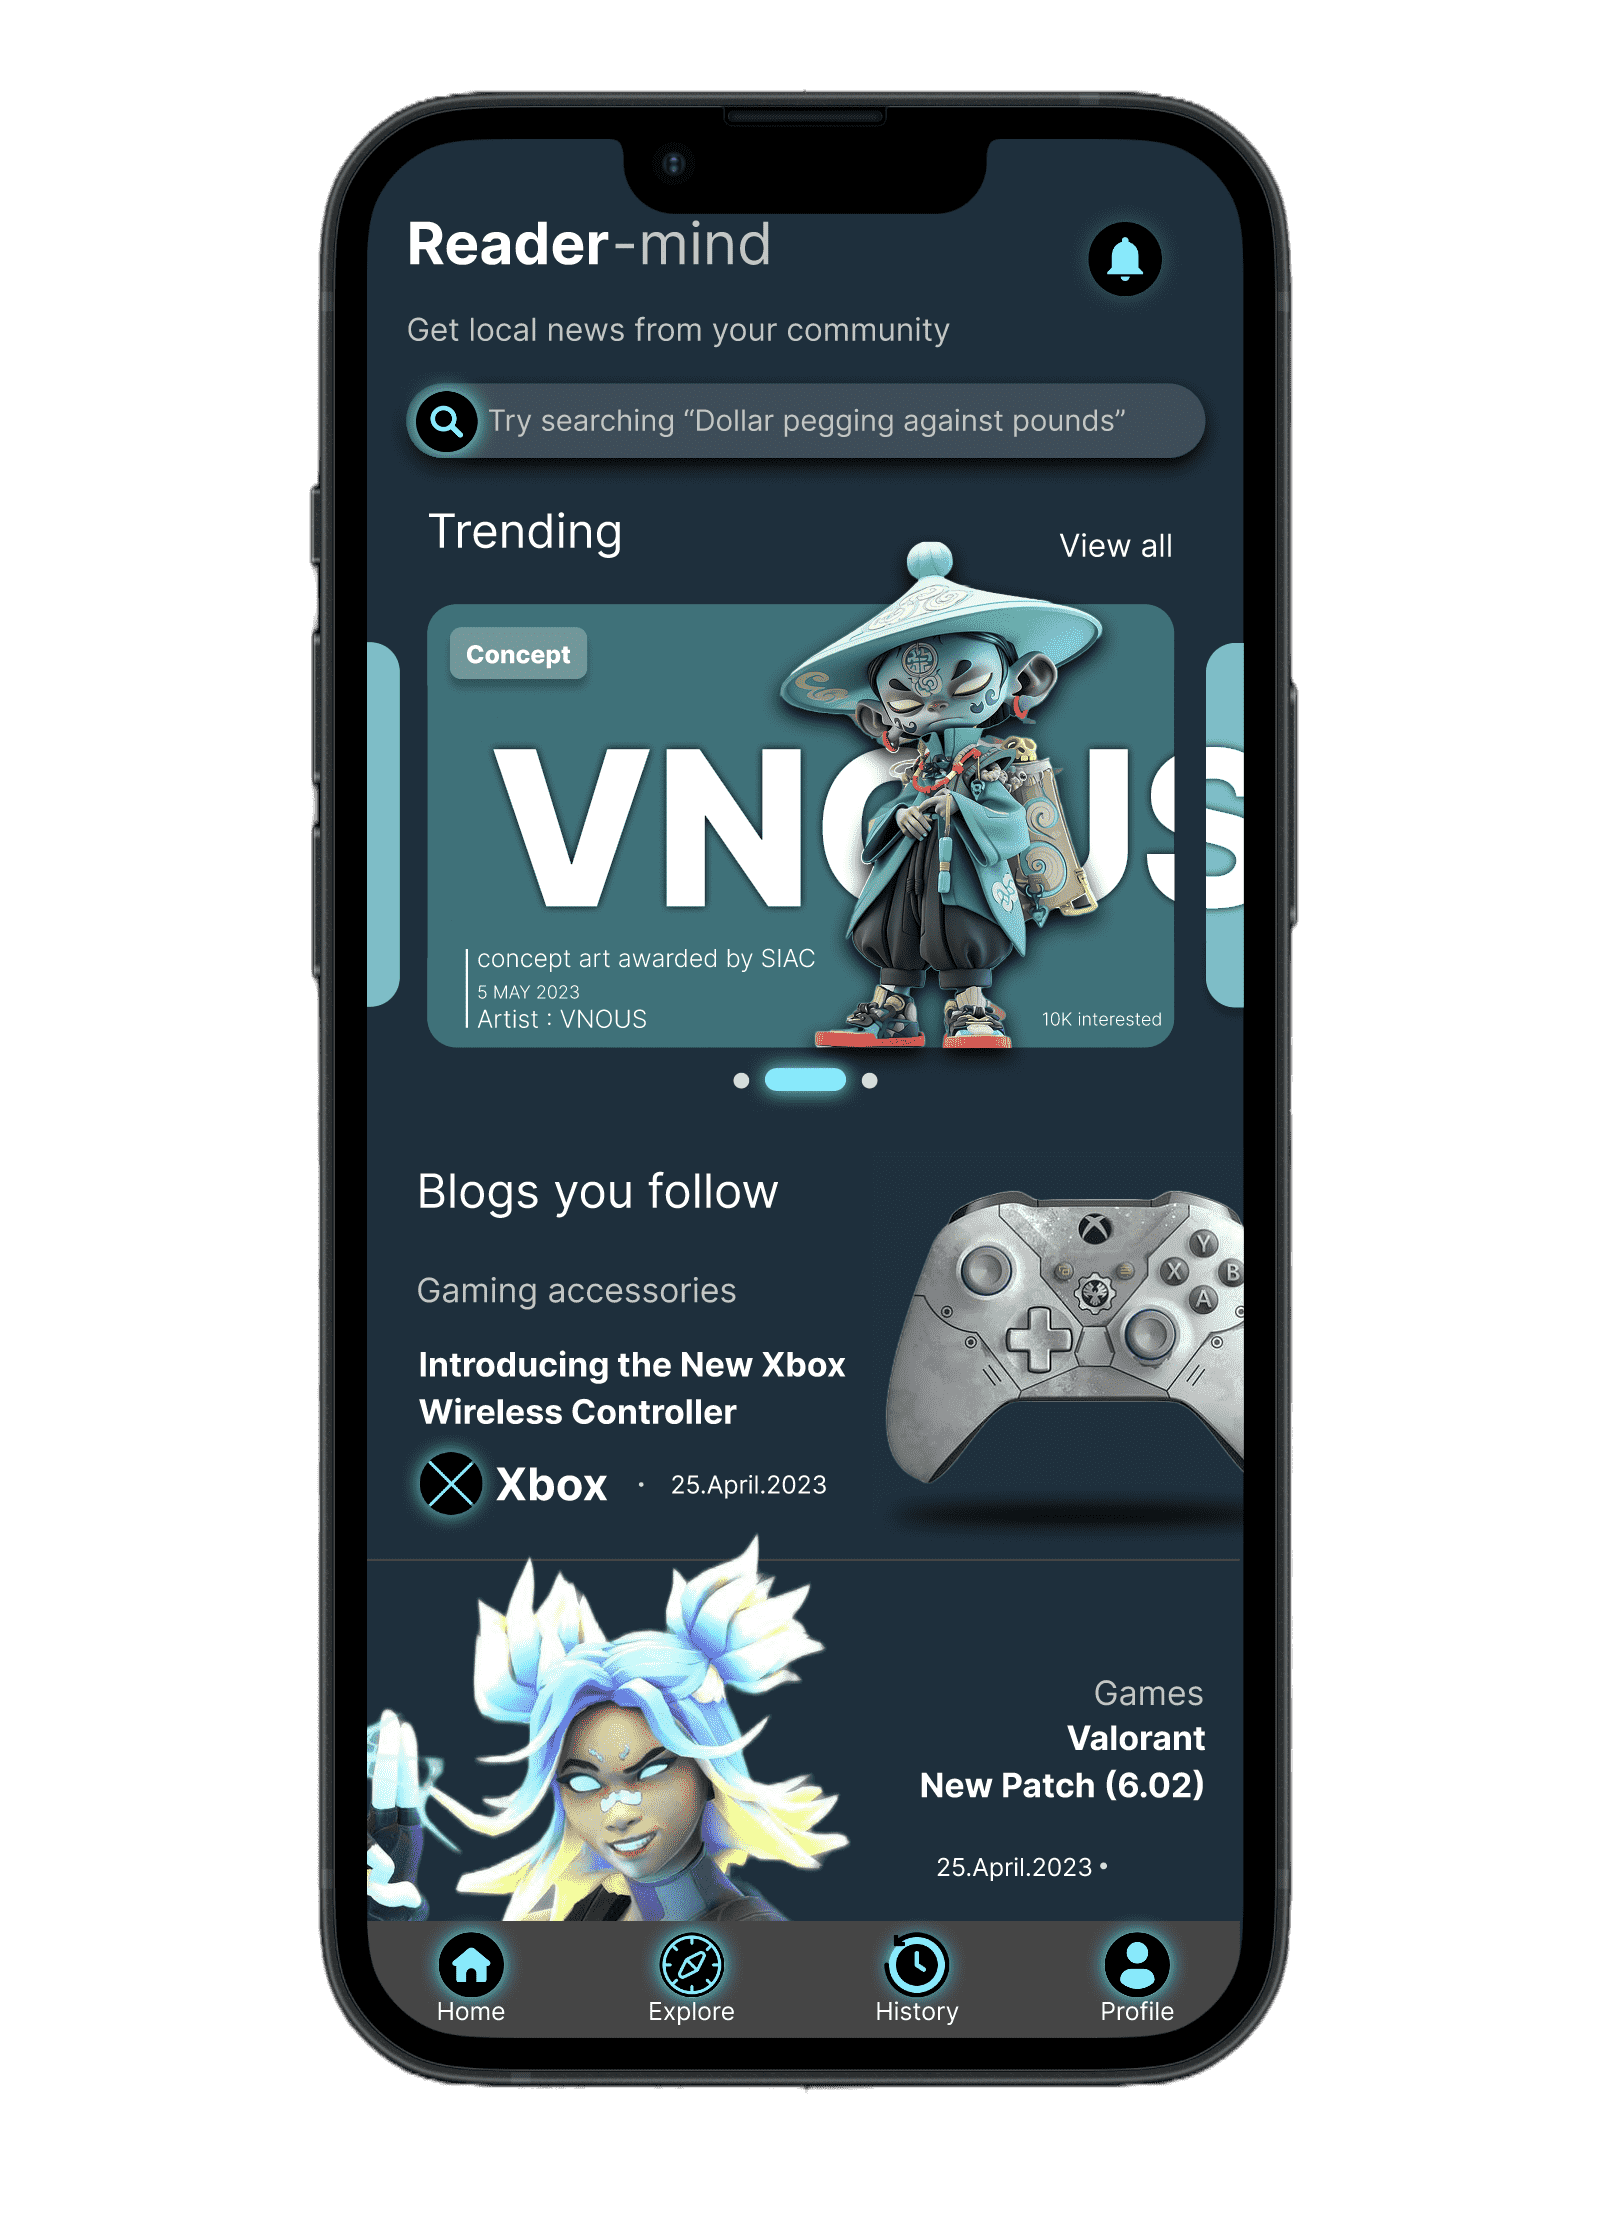 Reader-mind
Get local news from your community
Try searching “Dollar pegging against pounds”
Trending
View all
Concept
VNOUS
concept art awarded by SIAC
5 MAY 2023
Artist : VNOUS
10K interested
Blogs you follow
Gaming accessories
Introducing the New Xbox
Wireless Controller
Xbox · 25.April.2023
Y
X B
A
Games
Valorant
New Patch (6.02)
25.April.2023 •
Home Explore History Profile